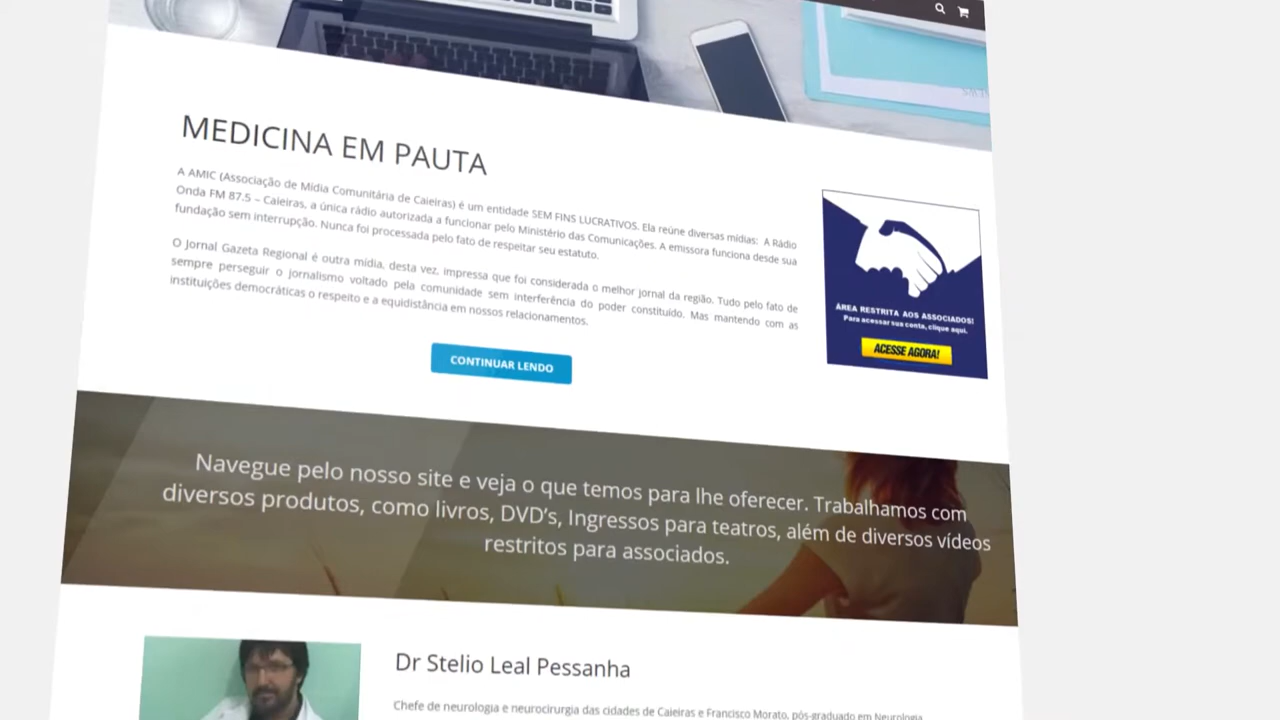 MEDICINA EM PAUTA
A AMIC (Associação de Mídia Comunitária de Caieiras) é um entidade SEM FINS LUCRATIVOS. Ela reúne diversas mídias: A Rádio
Onda FM 87.5 – Caieiras, a única rádio autorizada a funcionar pelo Ministério das Comunicações. A emissora funciona desde sua
fundação sem interrupção. Nunca foi processada pelo fato de respeitar seu estatuto.
O Jornal Gazeta Regional é outra mídia, desta vez, impressa que foi considerada o melhor jornal da região. Tudo pelo fato de
sempre perseguir o jornalismo voltado pela comunidade sem interferência do poder constituído. Mas mantendo com as
instituições democráticas o respeito e a equidistância em nossos relacionamentos.
CONTINUAR LENDO
ÁREA RESTRITA AOS ASSOCIADOS!
Para acessar sua conta, clique aqui.
ACESSE AGORA!
Navegue pelo nosso site e veja o que temos para lhe oferecer. Trabalhamos com
diversos produtos, como livros, DVD's, Ingressos para teatros, além de diversos vídeos
restritos para associados.
Dr Stelio Leal Pessanha
Chefe de neurologia e neurocirurgia das cidades de Caieiras e Francisco Morato, pós-graduado em Neurologia